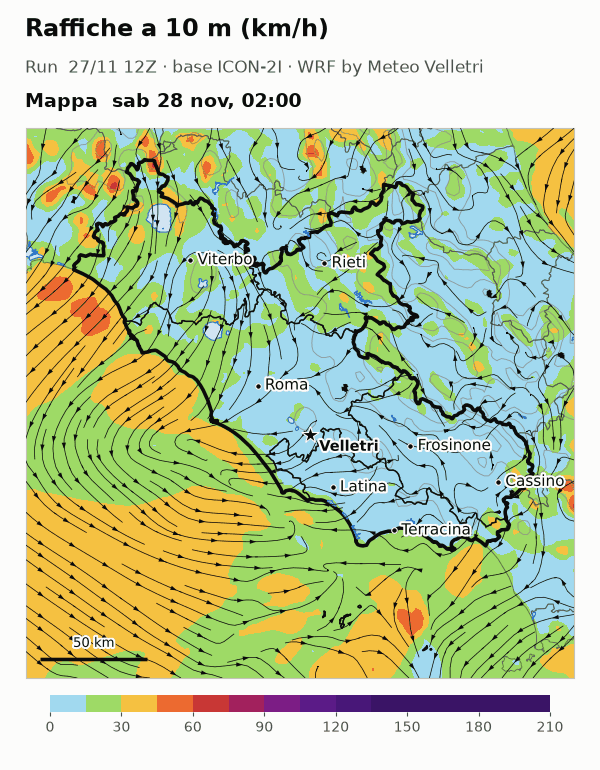 Raffiche a 10 m (km/h)
Run 27/11 12Z · base ICON-2I · WRF by Meteo Velletri
Mappa sab 28 nov, 02:00
Viterbo
Rieti
Roma
Velletri
Frosinone
Latina
Cassino
Terracina
50 km
0 30 60 90 120 150 180 210